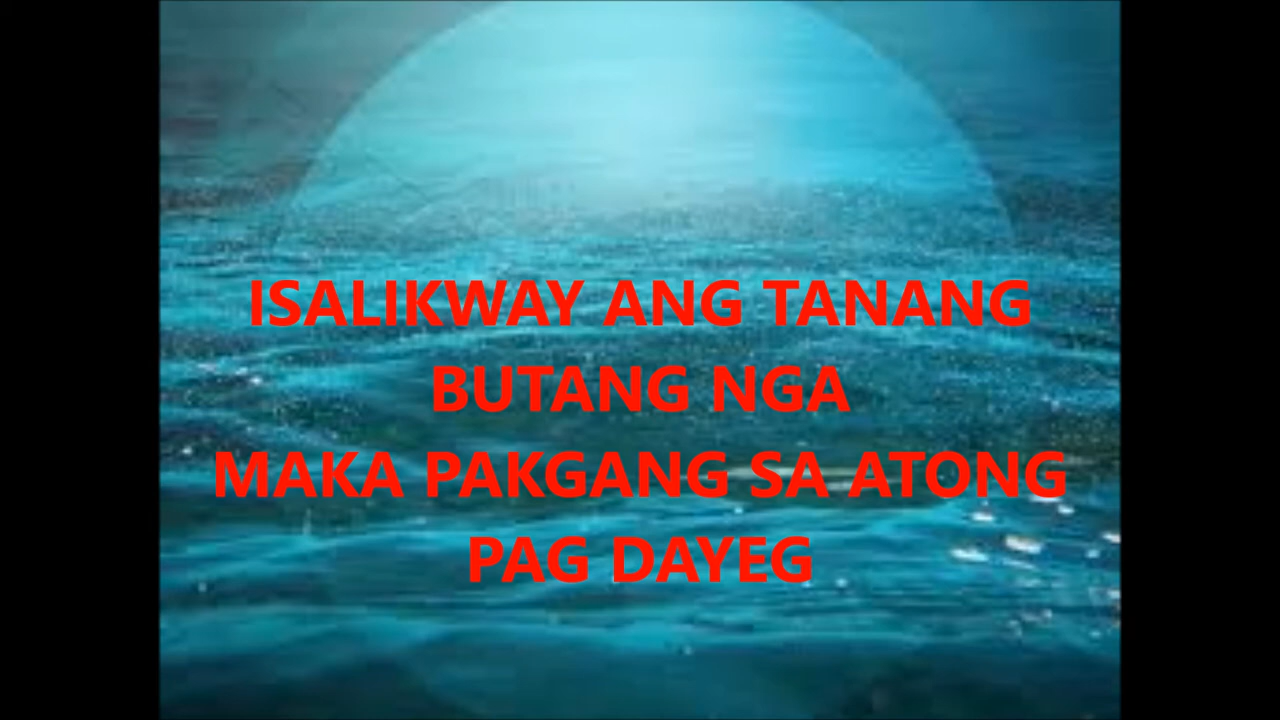 ISALIKWAY ANG TANANG
BUTANG NGA
MAKA PAKGANG SA ATONG
PAG DAYEG